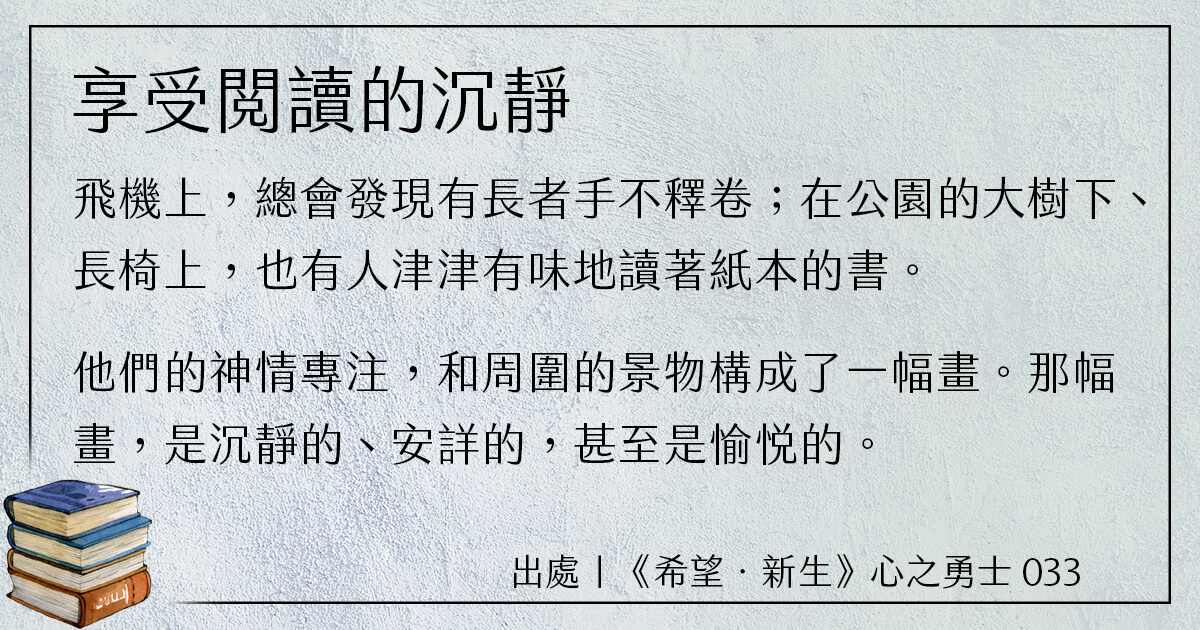 享受閱讀的沉靜
飛機上，總會發現有長者手不釋卷；在公園的大樹下、
長椅上，也有人津津有味地讀著紙本的書。
他們的神情專注，和周圍的景物構成了一幅畫。那幅
畫，是沉靜的、安詳的，甚至是愉悅的。
出處｜《希望．新生》心之勇士 033